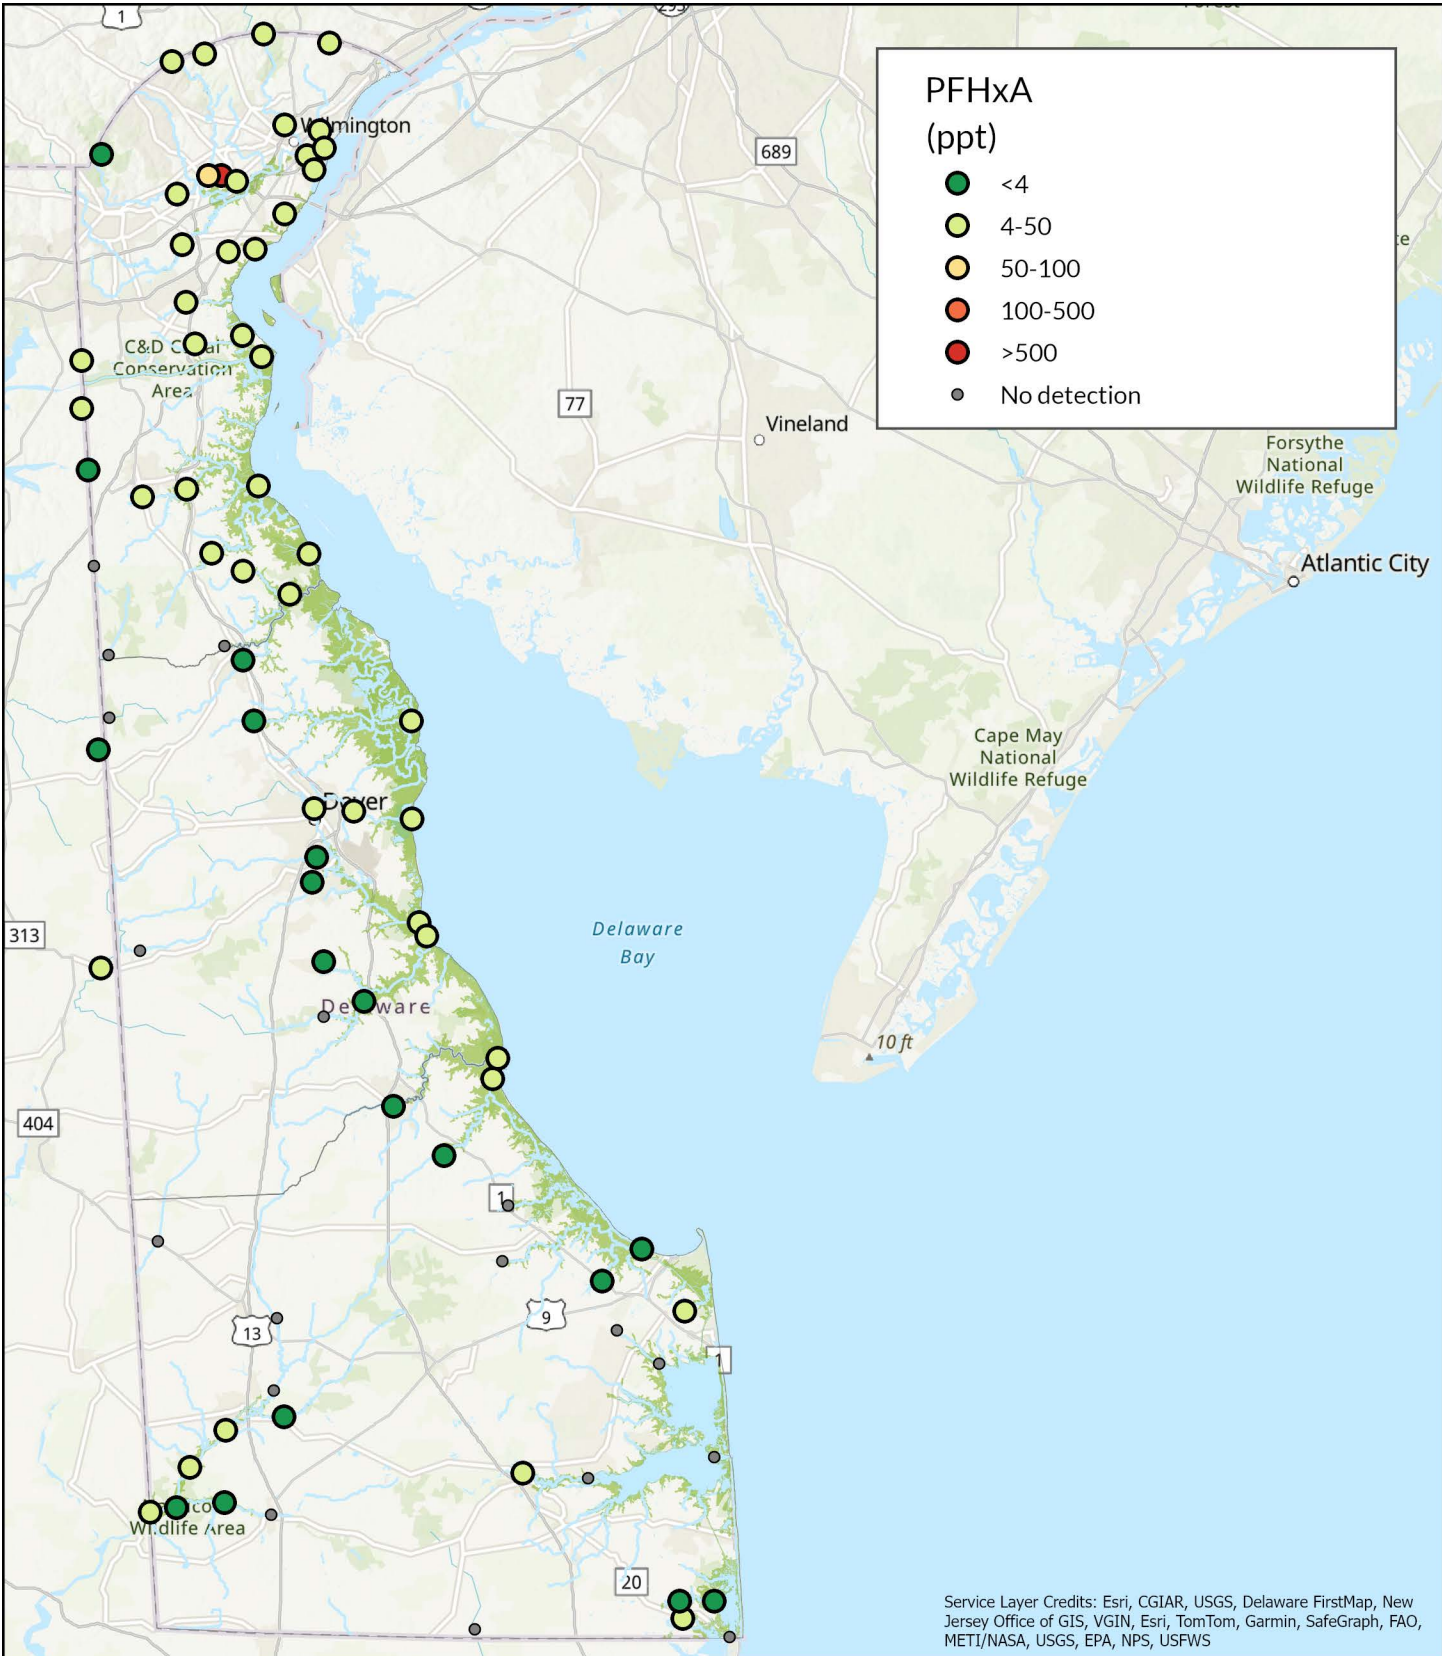 1
295
Wilmington
689
PFHxA
(ppt)
<4
4-50
50-100
100-500
>500
No detection
C&D Canal
Conservation
Area
77
Vineland
Forsythe
National
Wildlife Refuge
Atlantic City
Cape May
National
Wildlife Refuge
Dover
313
Delaware
Bay
Delaware
10 ft
404
1
9
13
1
Wildlife Area
20
Service Layer Credits: Esri, CGIAR, USGS, Delaware FirstMap, New
Jersey Office of GIS, VGIN, Esri, TomTom, Garmin, SafeGraph, FAO,
METI/NASA, USGS, EPA, NPS, USFWS